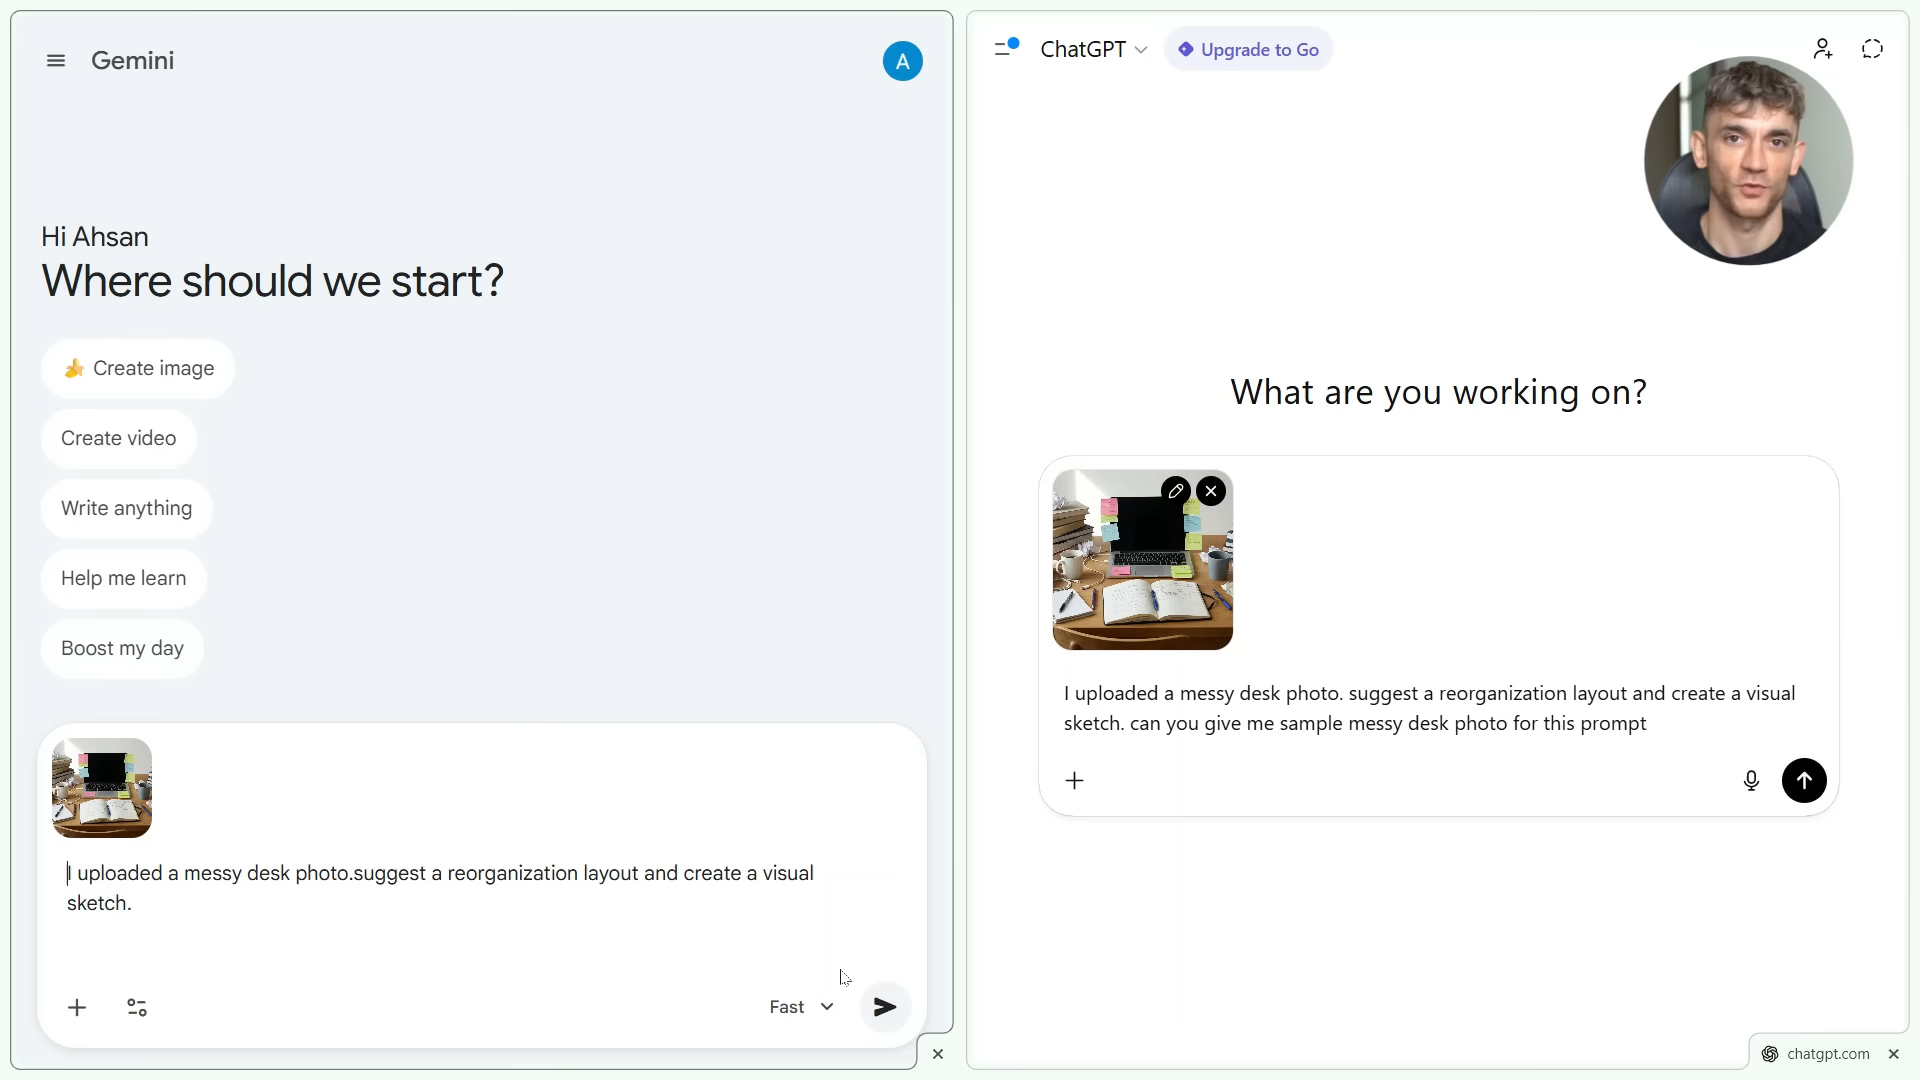 Gemini
A
Hi Ahsan
Where should we start?
Create image
Create video
Write anything
Help me learn
Boost my day
I uploaded a messy desk photo.suggest a reorganization layout and create a visual
sketch.
Fast
ChatGPT
Upgrade to Go
What are you working on?
I uploaded a messy desk photo. suggest a reorganization layout and create a visual
sketch. can you give me sample messy desk photo for this prompt
chatgpt.com